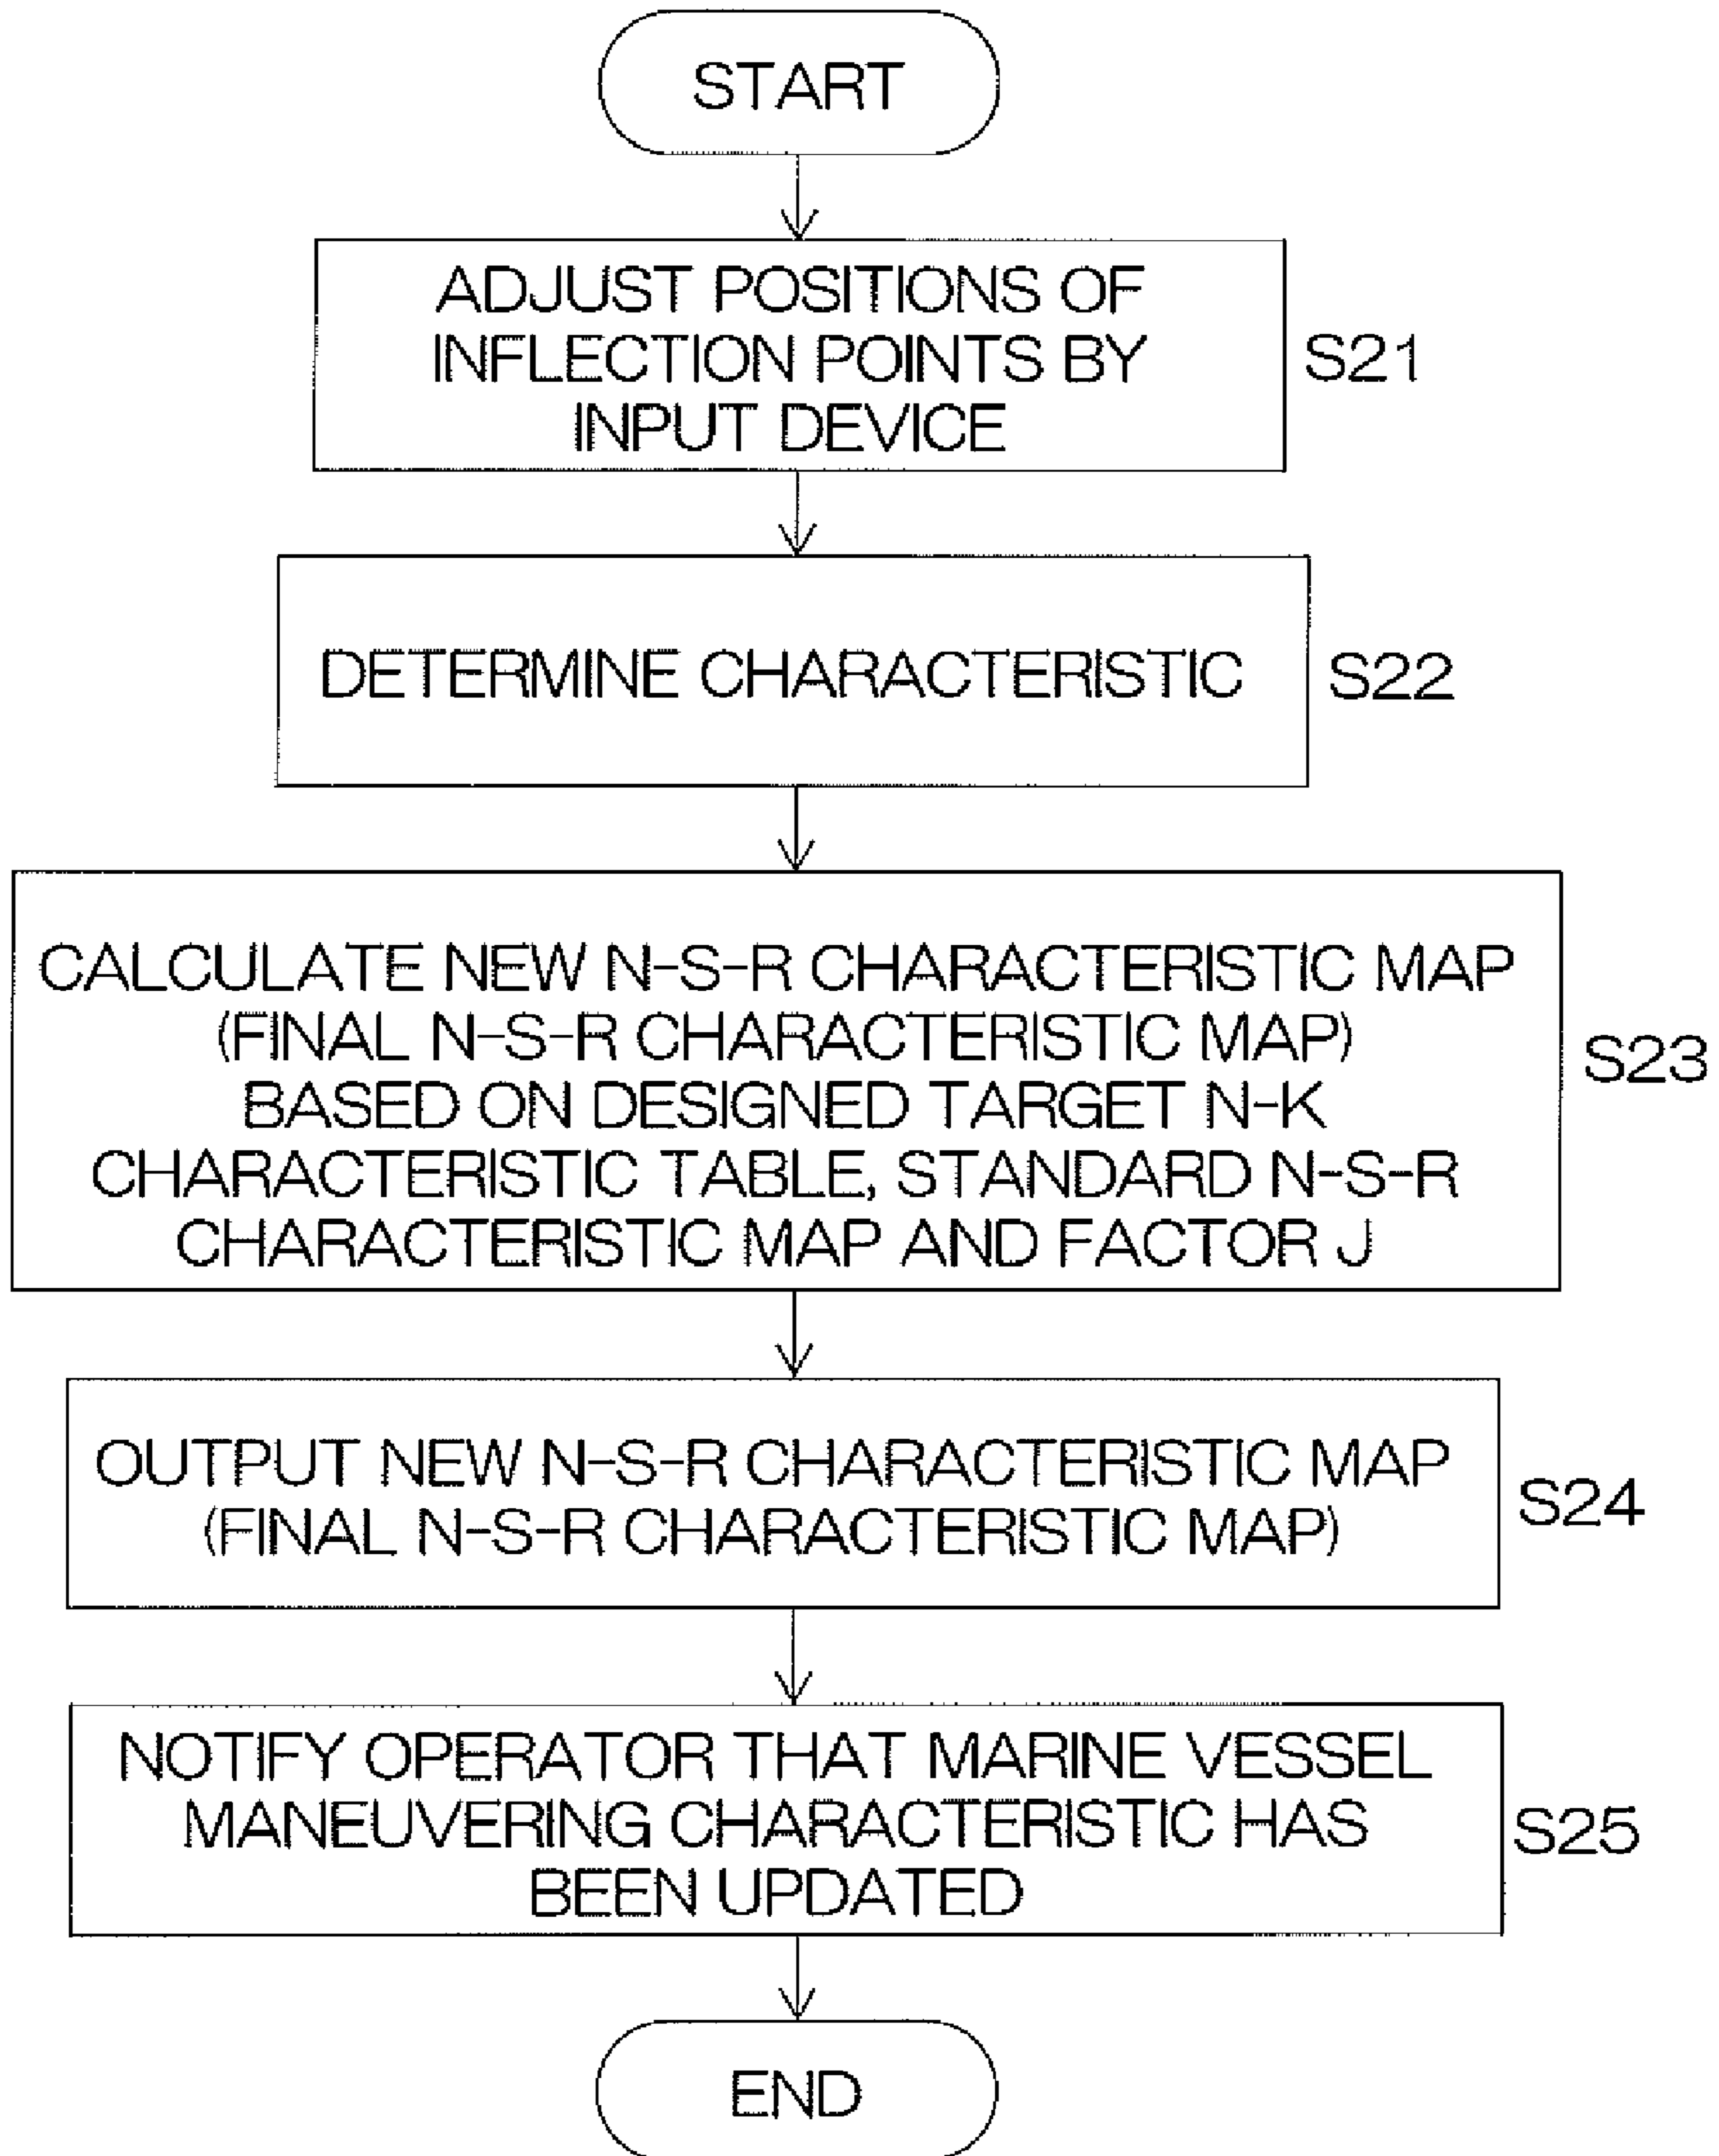 START
ADJUST POSITIONS OF
INFLECTION POINTS BY
INPUT DEVICE
S21
DETERMINE CHARACTERISTIC
S22
CALCULATE NEW N-S-R CHARACTERISTIC MAP
(FINAL N-S-R CHARACTERISTIC MAP)
BASED ON DESIGNED TARGET N-K
CHARACTERISTIC TABLE, STANDARD N-S-R
CHARACTERISTIC MAP AND FACTOR J
S23
OUTPUT NEW N-S-R CHARACTERISTIC MAP
(FINAL N-S-R CHARACTERISTIC MAP)
S24
NOTIFY OPERATOR THAT MARINE VESSEL
MANEUVERING CHARACTERISTIC HAS
BEEN UPDATED
S25
END